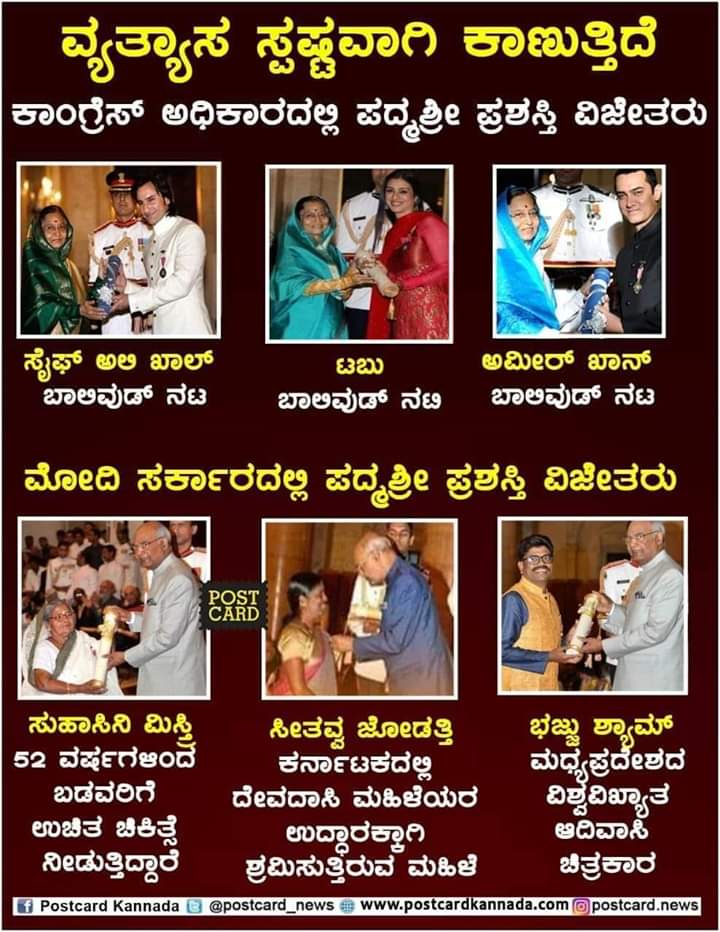 ವ್ಯತ್ಯಾಸ ಸ್ಪಷ್ಟವಾಗಿ ಕಾಣುತ್ತಿದೆ
ಕಾಂಗ್ರೆಸ್ ಅಧಿಕಾರದಲ್ಲಿ ಪದ್ಮಶ್ರೀ ಪ್ರಶಸ್ತಿ ವಿಜೇತರು
ಸೈಫ್ ಅಲಿ ಖಾಲ್
ಬಾಲಿವುಡ್ ನಟ
ಟಬು
ಬಾಲಿವುಡ್ ನಟಿ
ಅಮೀರ್ ಖಾನ್
ಬಾಲಿವುಡ್ ನಟ
ಮೋದಿ ಸರ್ಕಾರದಲ್ಲಿ ಪದ್ಮಶ್ರೀ ಪ್ರಶಸ್ತಿ ವಿಜೇತರು
POST
CARD
ಸುಹಾಸಿನಿ ಮಿಸ್ತ್ರಿ
52 ವರ್ಷಗಳಿಂದ
ಬಡವರಿಗೆ
ಉಚಿತ ಚಿಕಿತ್ಸೆ
ನೀಡುತ್ತಿದ್ದಾರೆ
ಸೀತವ್ವ ಜೋಡತ್ತಿ
ಕರ್ನಾಟಕದಲ್ಲಿ
ದೇವದಾಸಿ ಮಹಿಳೆಯರ
ಉದ್ಧಾರಕ್ಕಾಗಿ
ಶ್ರಮಿಸುತ್ತಿರುವ ಮಹಿಳೆ
ಭಜ್ಜು ಶ್ಯಾಮ್
ಮಧ್ಯಪ್ರದೇಶದ
ವಿಶ್ವವಿಖ್ಯಾತ
ಆದಿವಾಸಿ
ಚಿತ್ರಕಾರ
Postcard Kannada @postcard_news www.postcardkannada.com postcard.news